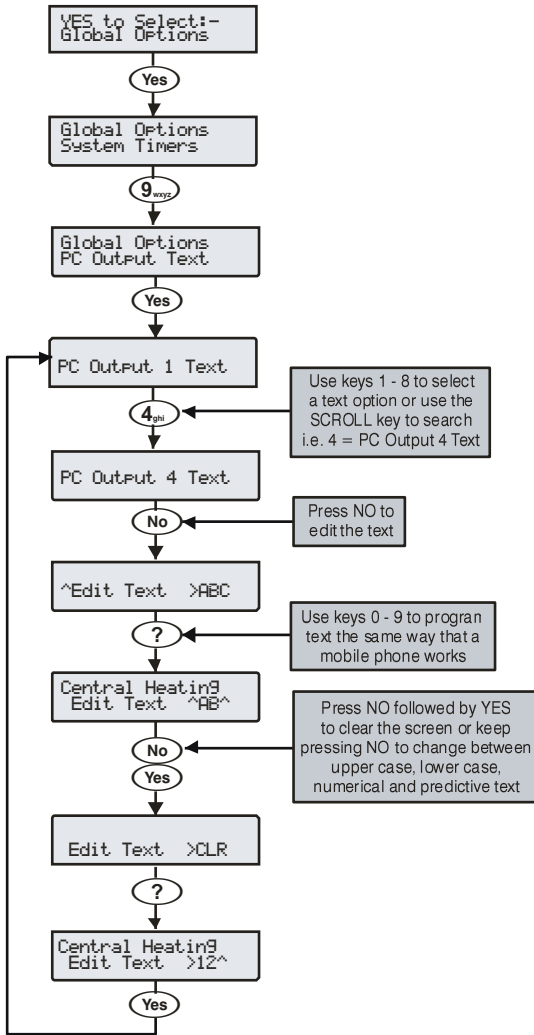 YES to Select:-
Global Options
Yes
Global Options
System Timers
9wxyz
Global Options
PC Output Text
Yes
PC Output 1 Text
4ghi
Use keys 1 - 8 to select
a text option or use the
SCROLL key to search
i.e. 4 = PC Output 4 Text
PC Output 4 Text
No
Press NO to
edit the text
^Edit Text >ABC
?
Use keys 0 - 9 to progran
text the same way that a
mobile phone works
Central Heating
Edit Text ^AB^
No
Yes
Press NO followed by YES
to clear the screen or keep
pressing NO to change between
upper case, lower case,
numerical and predictive text
Edit Text >CLR
?
Central Heating
Edit Text >12^
Yes